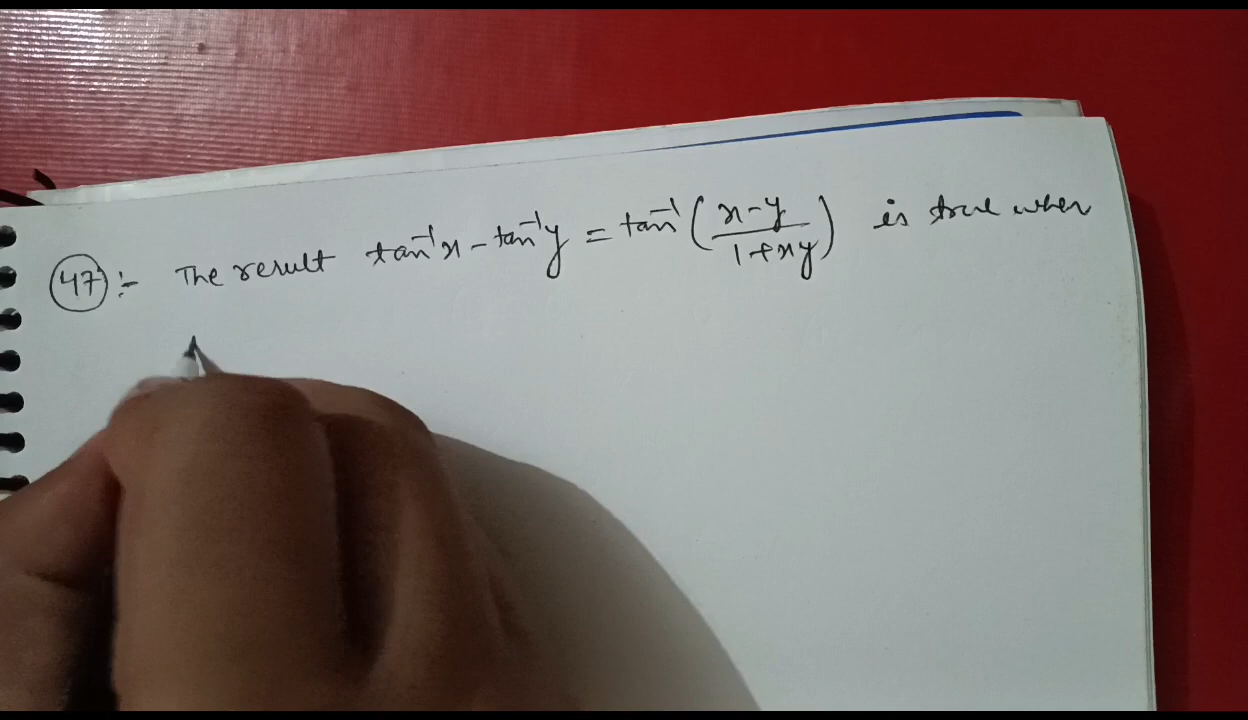 47 :- The result tan⁻¹x - tan⁻¹y = tan⁻¹(x-y/1+xy) is true when